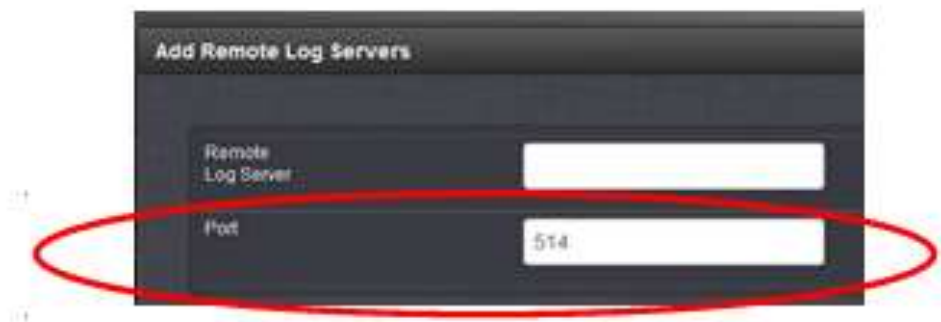 Add Remote Log Servers
Remote
Log Server
Port
514